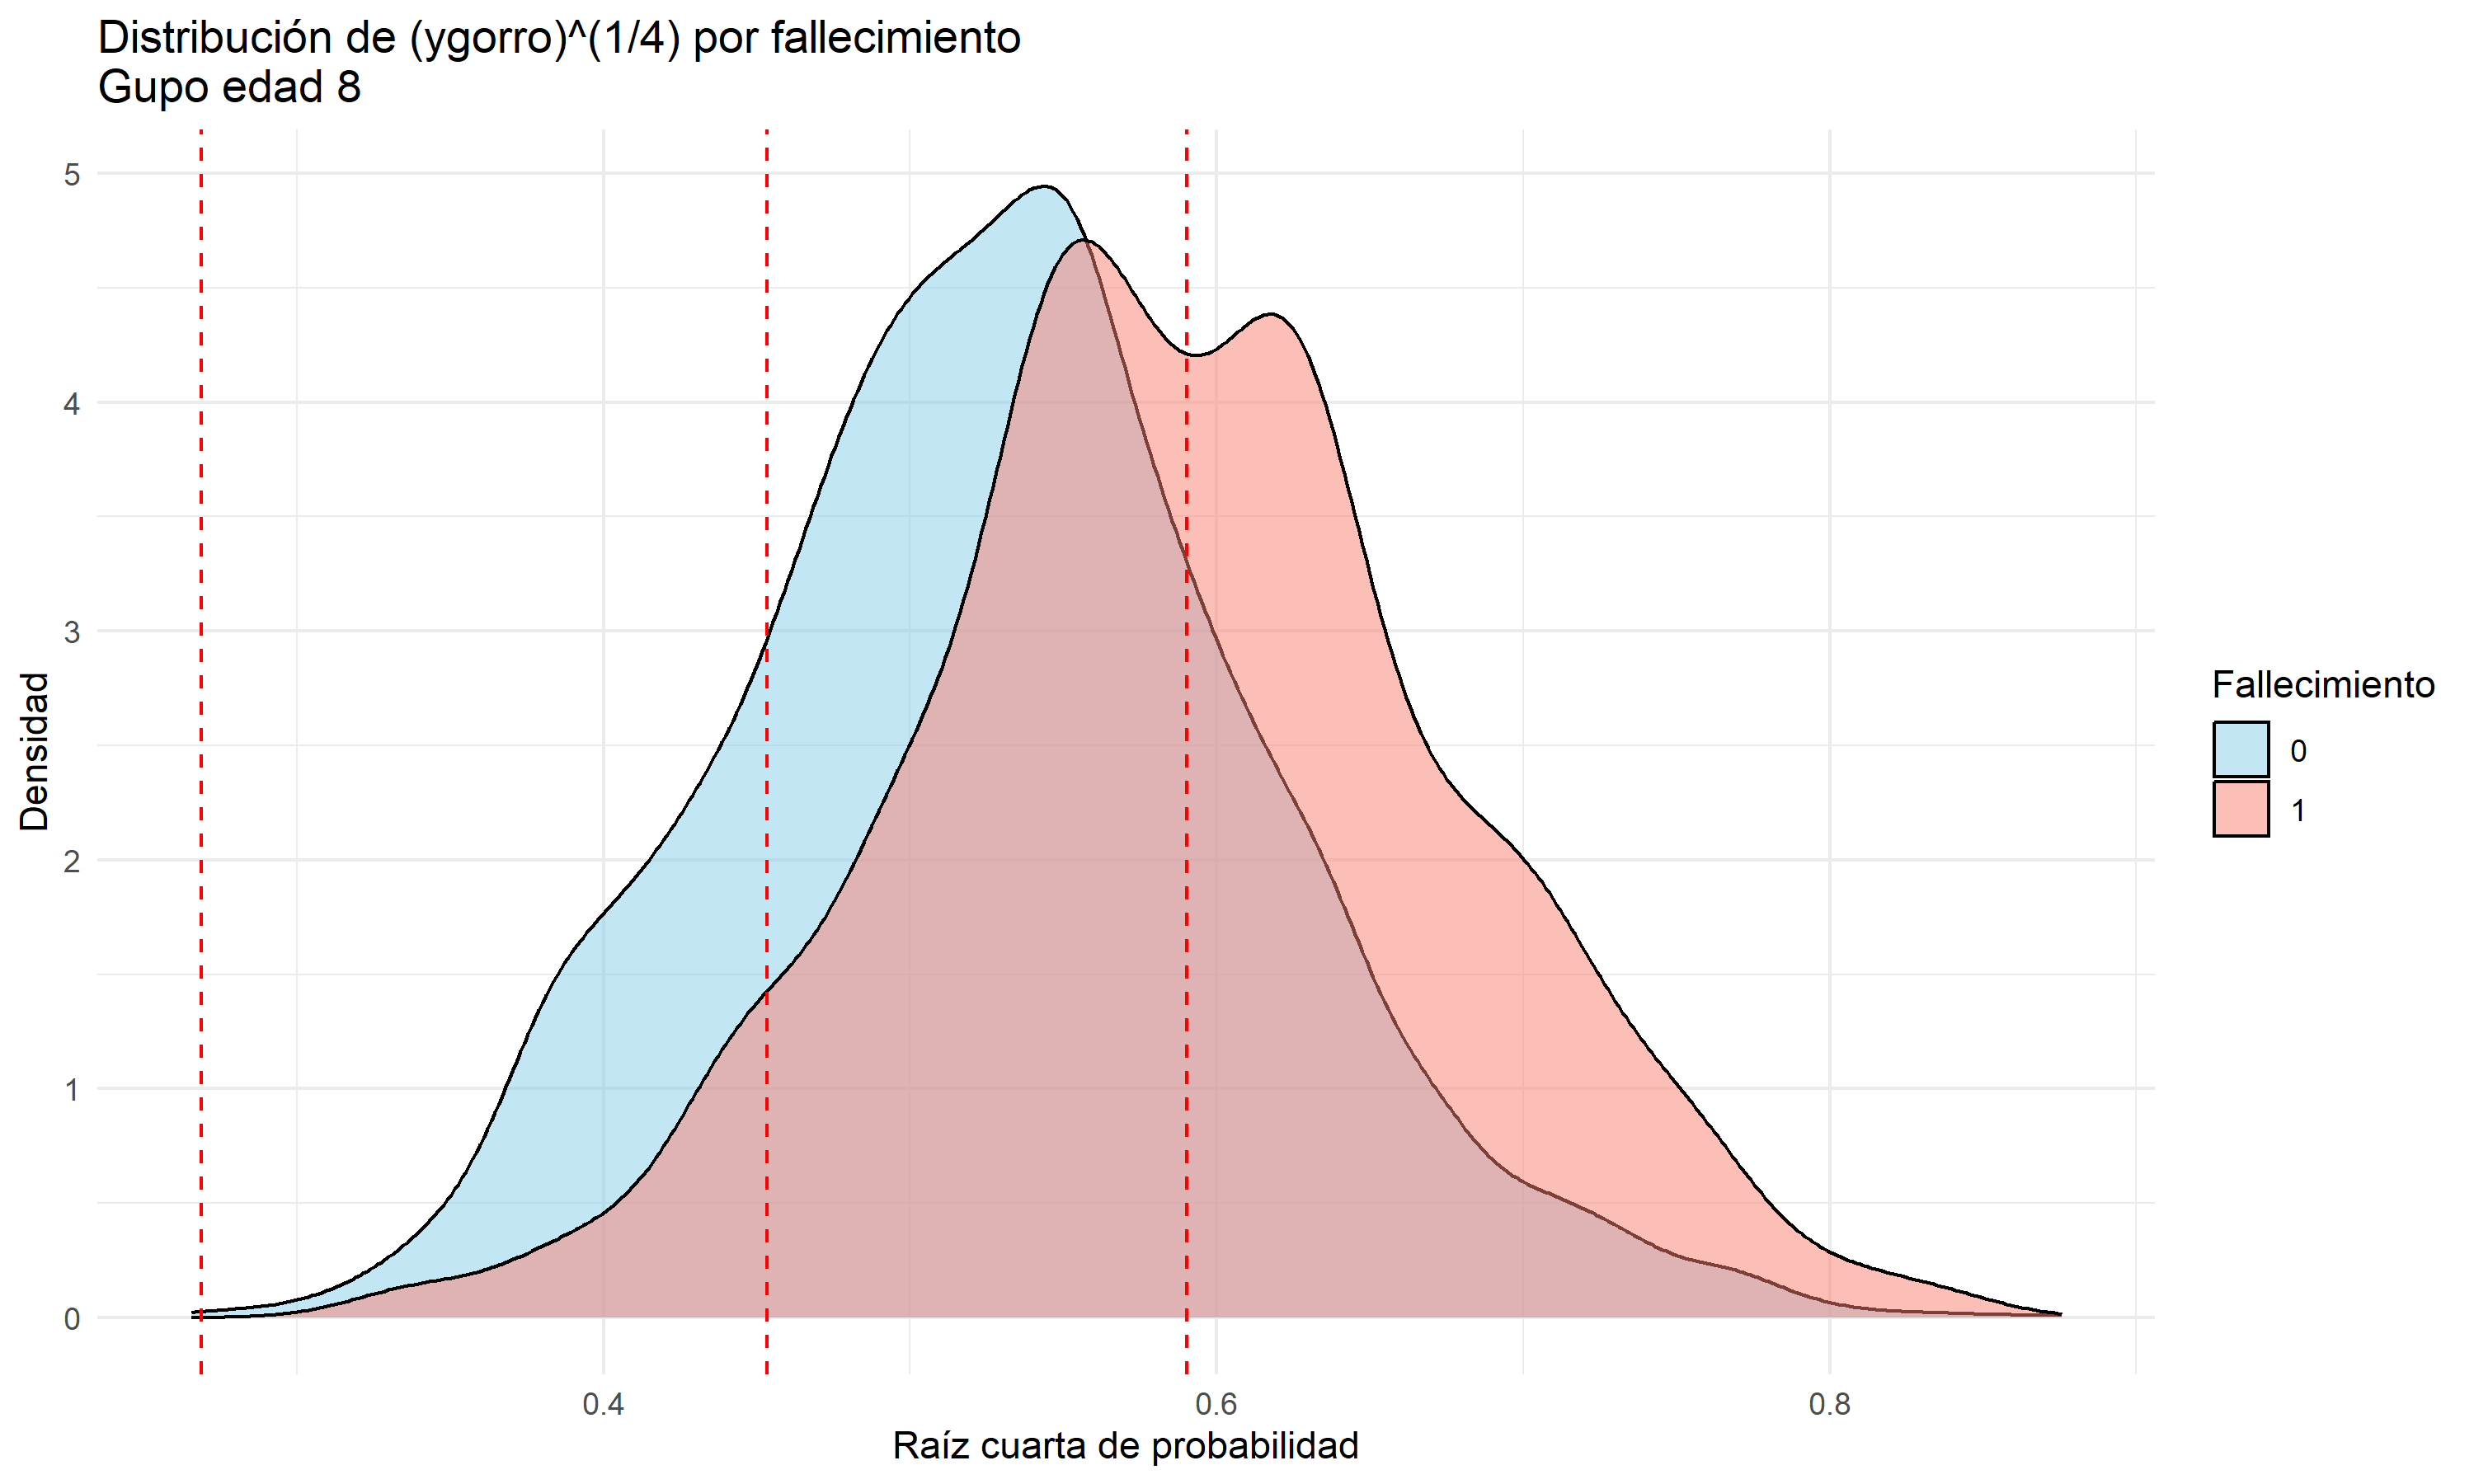 Distribución de (ygorro)^(1/4) por fallecimiento
Gupo edad 8
Densidad
5
4
3
2
1
0
0.4
0.6
0.8
Raíz cuarta de probabilidad
Fallecimiento
0
1